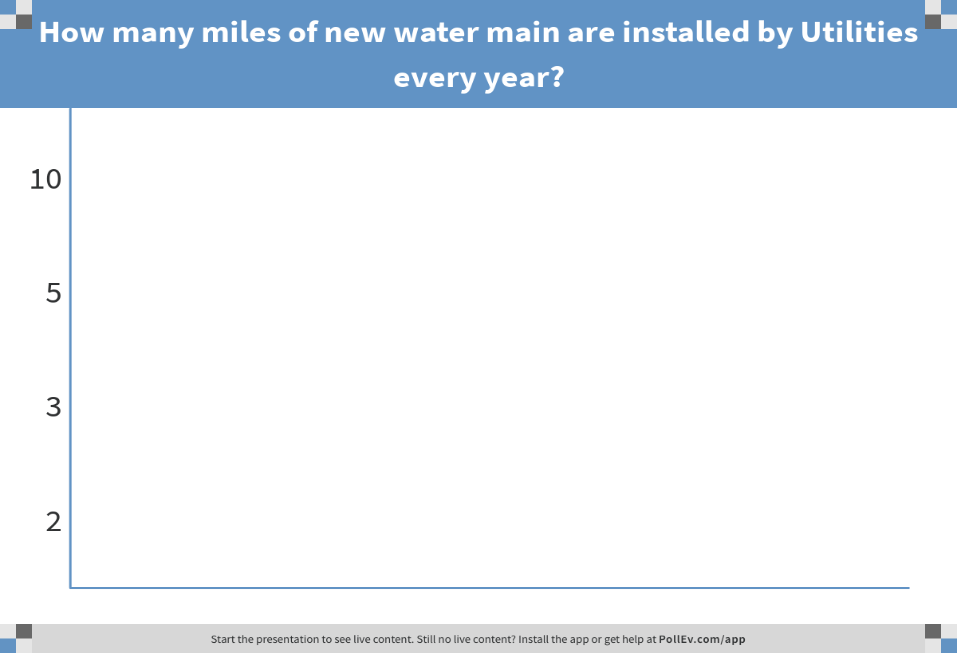 How many miles of new water main are installed by Utilities
every year?
10
5
3
2
Start the presentation to see live content. Still no live content? Install the app or get help at PollEv.com/app